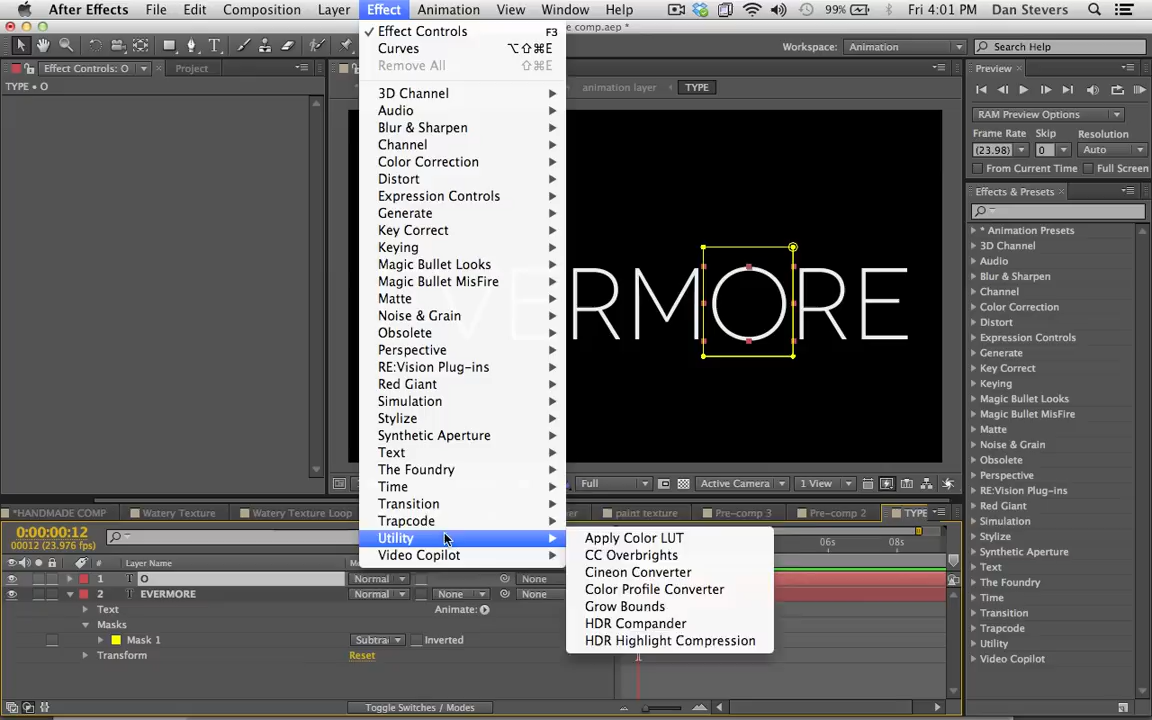 After Effects File Edit Composition Layer Effect Animation View Window Help 99% Fri 4:01 PM Dan Stevers
e comp.aep *
Workspace: Animation Search Help
Effect Controls: O Project
TYPE • O
animation layer TYPE
✓ Effect Controls F3
Curves ⌥⇧⌘E
Remove All ⇧⌘E
3D Channel
Audio
Blur & Sharpen
Channel
Color Correction
Distort
Expression Controls
Generate
Key Correct
Keying
Magic Bullet Looks
Magic Bullet MisFire
Matte
Noise & Grain
Obsolete
Perspective
RE:Vision Plug-ins
Red Giant
Simulation
Stylize
Synthetic Aperture
Text
The Foundry
Time
Transition
Trapcode
Utility
Video Copilot
Apply Color LUT
CC Overbrights
Cineon Converter
Color Profile Converter
Grow Bounds
HDR Compander
HDR Highlight Compression
VERMORE
Full Active Camera 1 View
Preview
RAM Preview Options
Frame Rate Skip Resolution
(23.98) 0 Auto
From Current Time Full Screen
Effects & Presets
* Animation Presets
3D Channel
Audio
Blur & Sharpen
Channel
Color Correction
Distort
Expression Controls
Generate
Key Correct
Keying
Magic Bullet Looks
Magic Bullet MisFire
Matte
Noise & Grain
Obsolete
Perspective
RE:Vision Plug-ins
Red Giant
Simulation
Stylize
Synthetic Aperture
Text
The Foundry
Time
Transition
Trapcode
Utility
Video Copilot
*HANDMADE COMP Watery Texture Watery Texture Loop paint texture Pre-comp 3 Pre-comp 2 TYPE
0:00:00:12
00012 (23.976 fps)
06s 08s
# Layer Name
1 T O Normal None
2 T EVERMORE Normal None
Text Animate:
Masks
Mask 1 Subtrac Inverted
Transform Reset
Toggle Switches / Modes